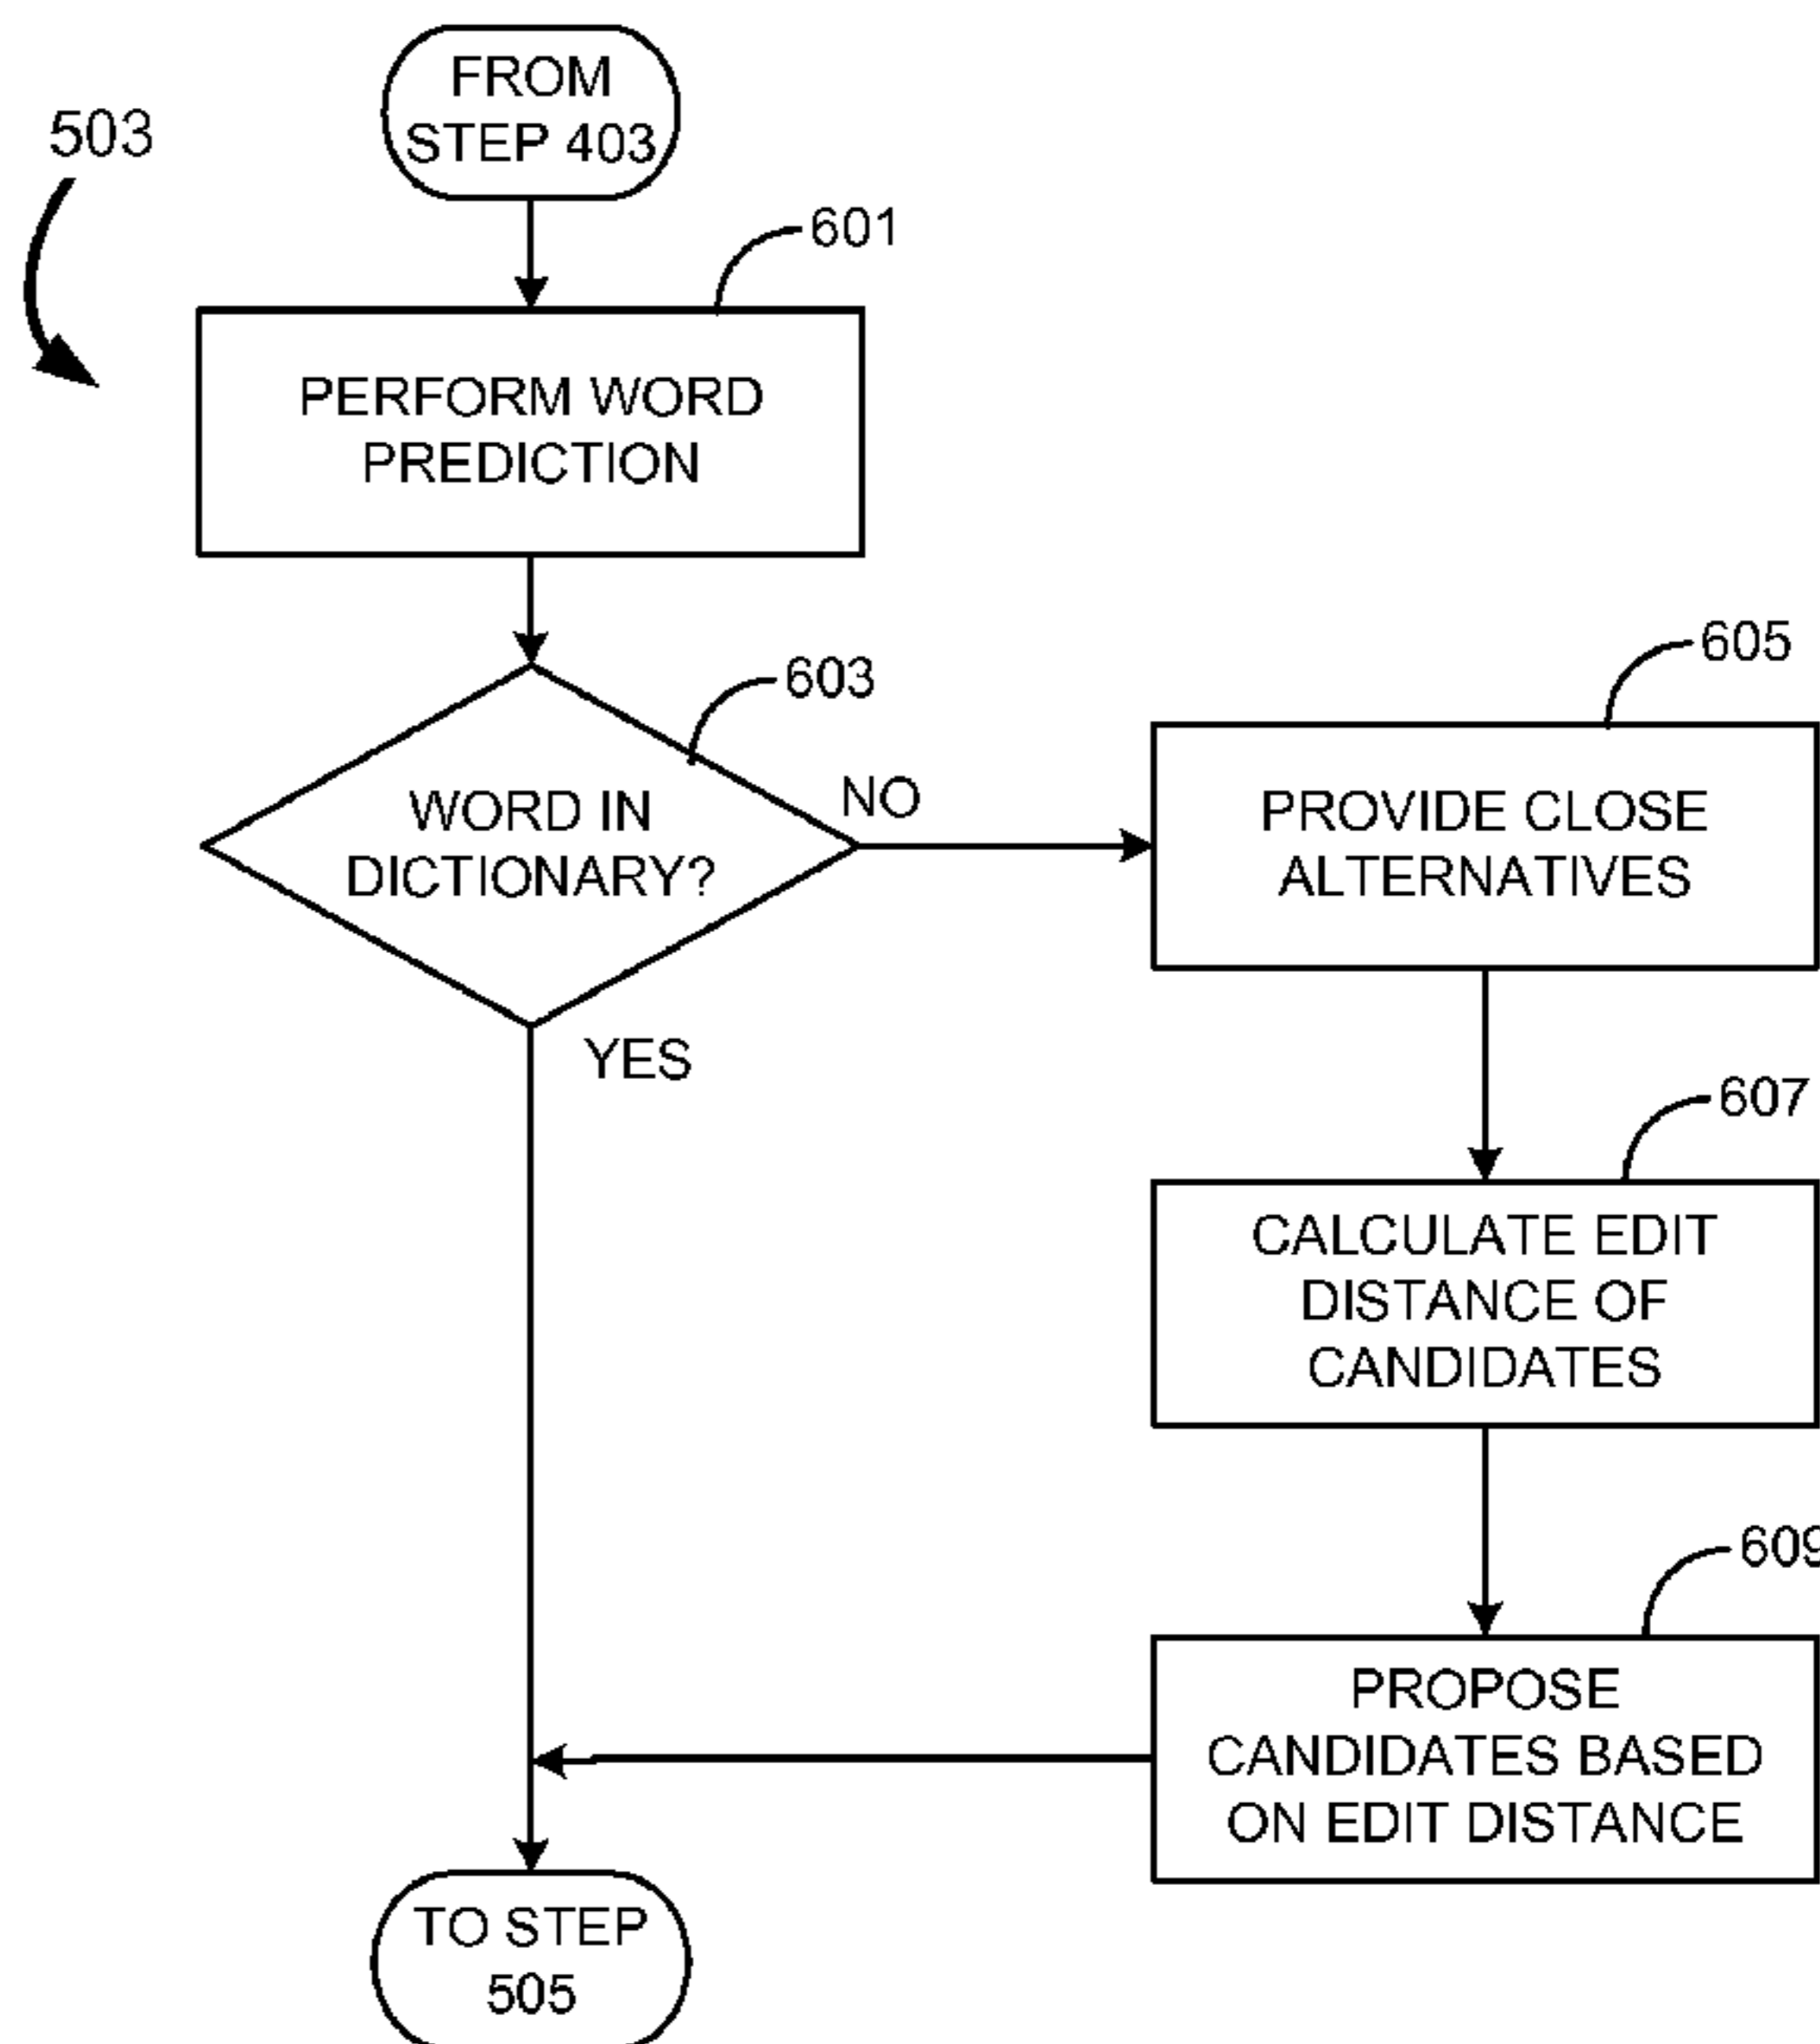 FROM
STEP 403
503
601
PERFORM WORD
PREDICTION
603
WORD IN
DICTIONARY?
NO
YES
605
PROVIDE CLOSE
ALTERNATIVES
607
CALCULATE EDIT
DISTANCE OF
CANDIDATES
609
PROPOSE
CANDIDATES BASED
ON EDIT DISTANCE
TO STEP
505